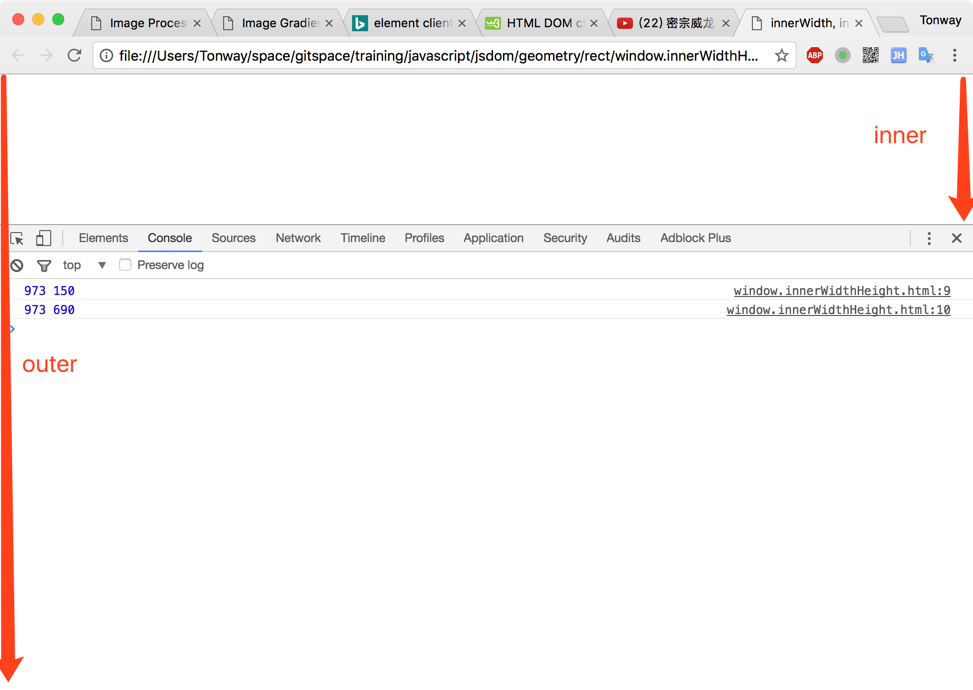 Image Proces
Image Gradie
element client
w3 HTML DOM cl
(22) 密宗威龙
innerWidth, in
Tonway
file:///Users/Tonway/space/gitspace/training/javascript/jsdom/geometry/rect/window.innerWidthH...
ABP
JH
G
inner
Elements Console Sources Network Timeline Profiles Application Security Audits Adblock Plus
top Preserve log
973 150 window.innerWidthHeight.html:9
973 690 window.innerWidthHeight.html:10
outer